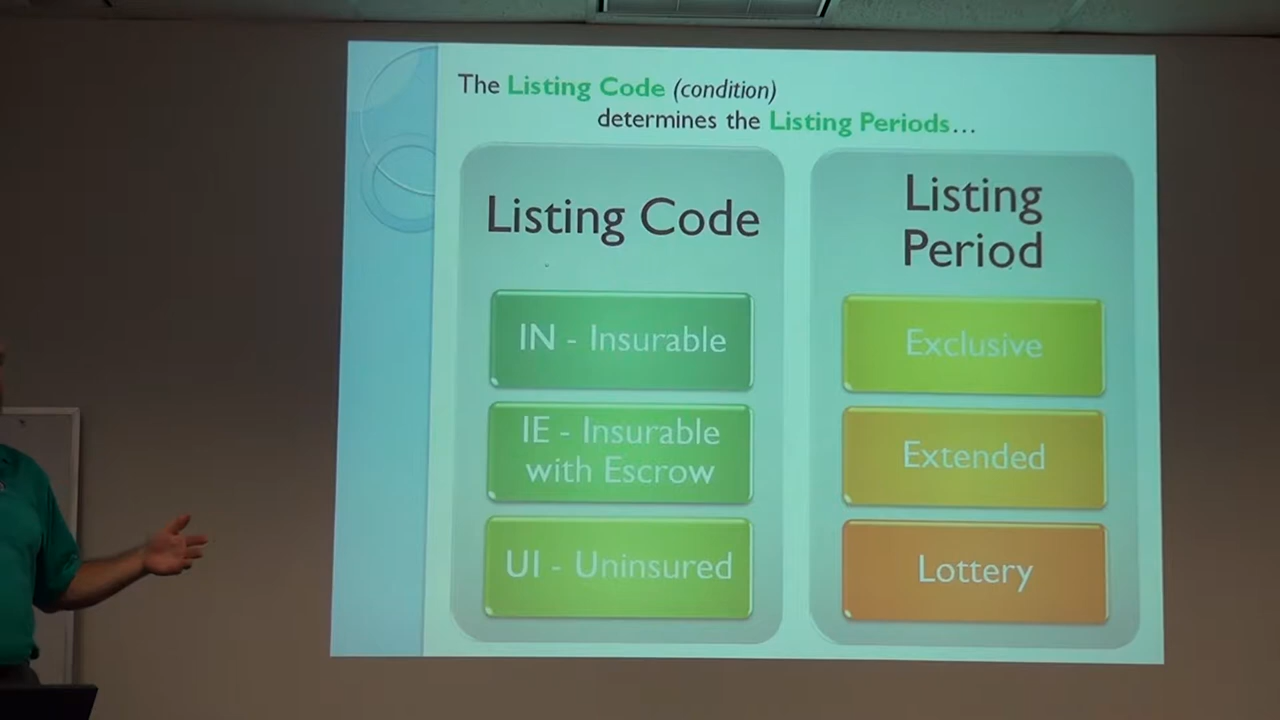 The Listing Code (condition)
determines the Listing Periods...
Listing Code
IN - Insurable
IE - Insurable
with Escrow
UI - Uninsured
Listing
Period
Exclusive
Extended
Lottery